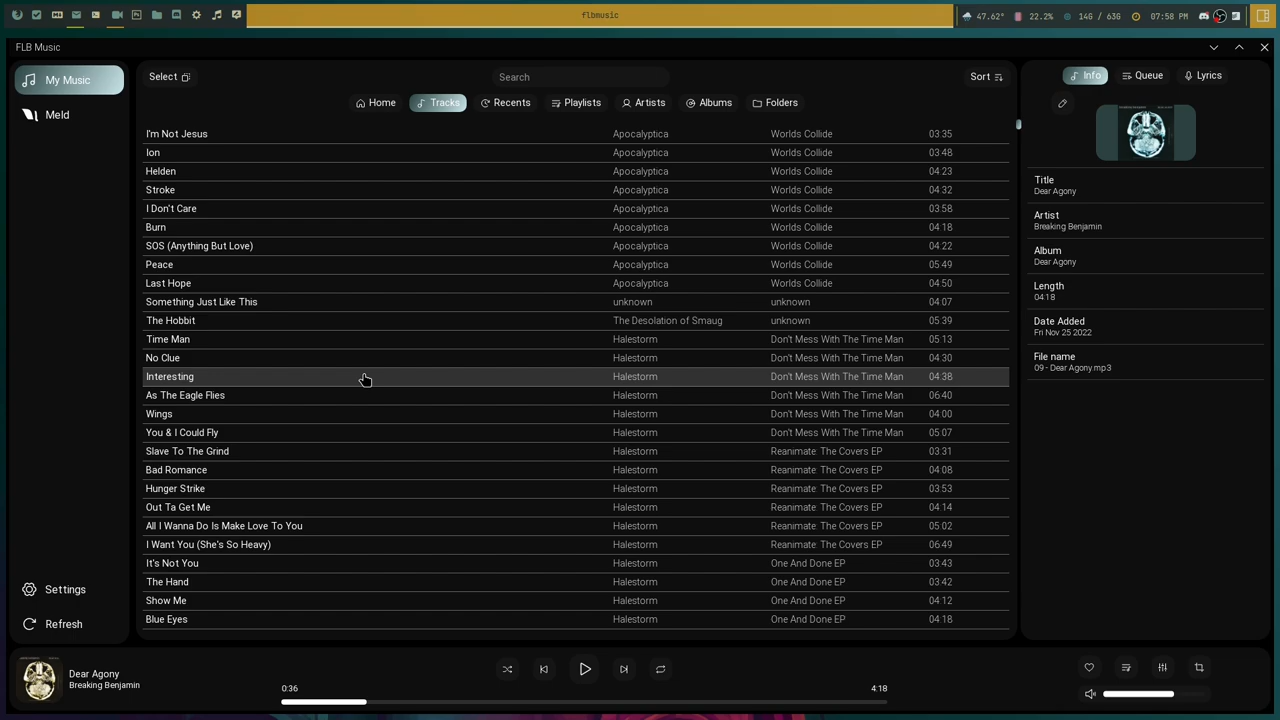 flbmusic
47.62°
22.2%
14G / 63G
07:58 PM
FLB Music
My Music
Meld
Settings
Refresh
Select
Search
Sort
Home
Tracks
Recents
Playlists
Artists
Albums
Folders
I'm Not Jesus Apocalyptica Worlds Collide 03:35
Ion Apocalyptica Worlds Collide 03:48
Helden Apocalyptica Worlds Collide 04:23
Stroke Apocalyptica Worlds Collide 04:32
I Don't Care Apocalyptica Worlds Collide 03:58
Burn Apocalyptica Worlds Collide 04:18
SOS (Anything But Love) Apocalyptica Worlds Collide 04:22
Peace Apocalyptica Worlds Collide 05:49
Last Hope Apocalyptica Worlds Collide 04:50
Something Just Like This unknown unknown 04:07
The Hobbit The Desolation of Smaug unknown 05:39
Time Man Halestorm Don't Mess With The Time Man 05:13
No Clue Halestorm Don't Mess With The Time Man 04:30
Interesting Halestorm Don't Mess With The Time Man 04:38
As The Eagle Flies Halestorm Don't Mess With The Time Man 06:40
Wings Halestorm Don't Mess With The Time Man 04:00
You & I Could Fly Halestorm Don't Mess With The Time Man 05:07
Slave To The Grind Halestorm Reanimate: The Covers EP 03:31
Bad Romance Halestorm Reanimate: The Covers EP 04:08
Hunger Strike Halestorm Reanimate: The Covers EP 03:53
Out Ta Get Me Halestorm Reanimate: The Covers EP 04:14
All I Wanna Do Is Make Love To You Halestorm Reanimate: The Covers EP 05:02
I Want You (She's So Heavy) Halestorm Reanimate: The Covers EP 06:49
It's Not You Halestorm One And Done EP 03:43
The Hand Halestorm One And Done EP 03:42
Show Me Halestorm One And Done EP 04:12
Blue Eyes Halestorm One And Done EP 04:18
Info
Queue
Lyrics
Title
Dear Agony
Artist
Breaking Benjamin
Album
Dear Agony
Length
04:18
Date Added
Fri Nov 25 2022
File name
09 - Dear Agony.mp3
Dear Agony
Breaking Benjamin
0:36
4:18